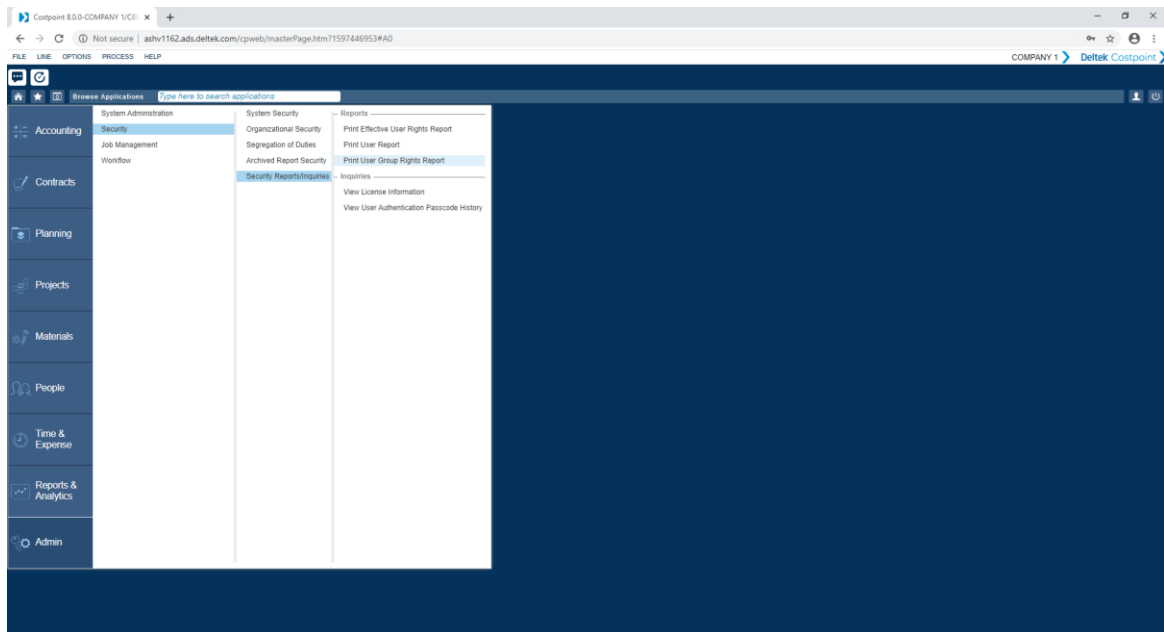 Costpoint 8.0.0-COMPANY 1/C8
Not secure | ashv1162.ads.deltek.com/cpweb/masterPage.htm?1597446953#A0
FILE LINE OPTIONS PROCESS HELP
COMPANY 1 Deltek Costpoint
Browse Applications Type here to search applications
Accounting
Contracts
Planning
Projects
Materials
People
Time &
Expense
Reports &
Analytics
Admin
System Administration
Security
Job Management
Workflow
System Security
Organizational Security
Segregation of Duties
Archived Report Security
Security Reports/Inquiries
Reports
Print Effective User Rights Report
Print User Report
Print User Group Rights Report
Inquiries
View License Information
View User Authentication Passcode History